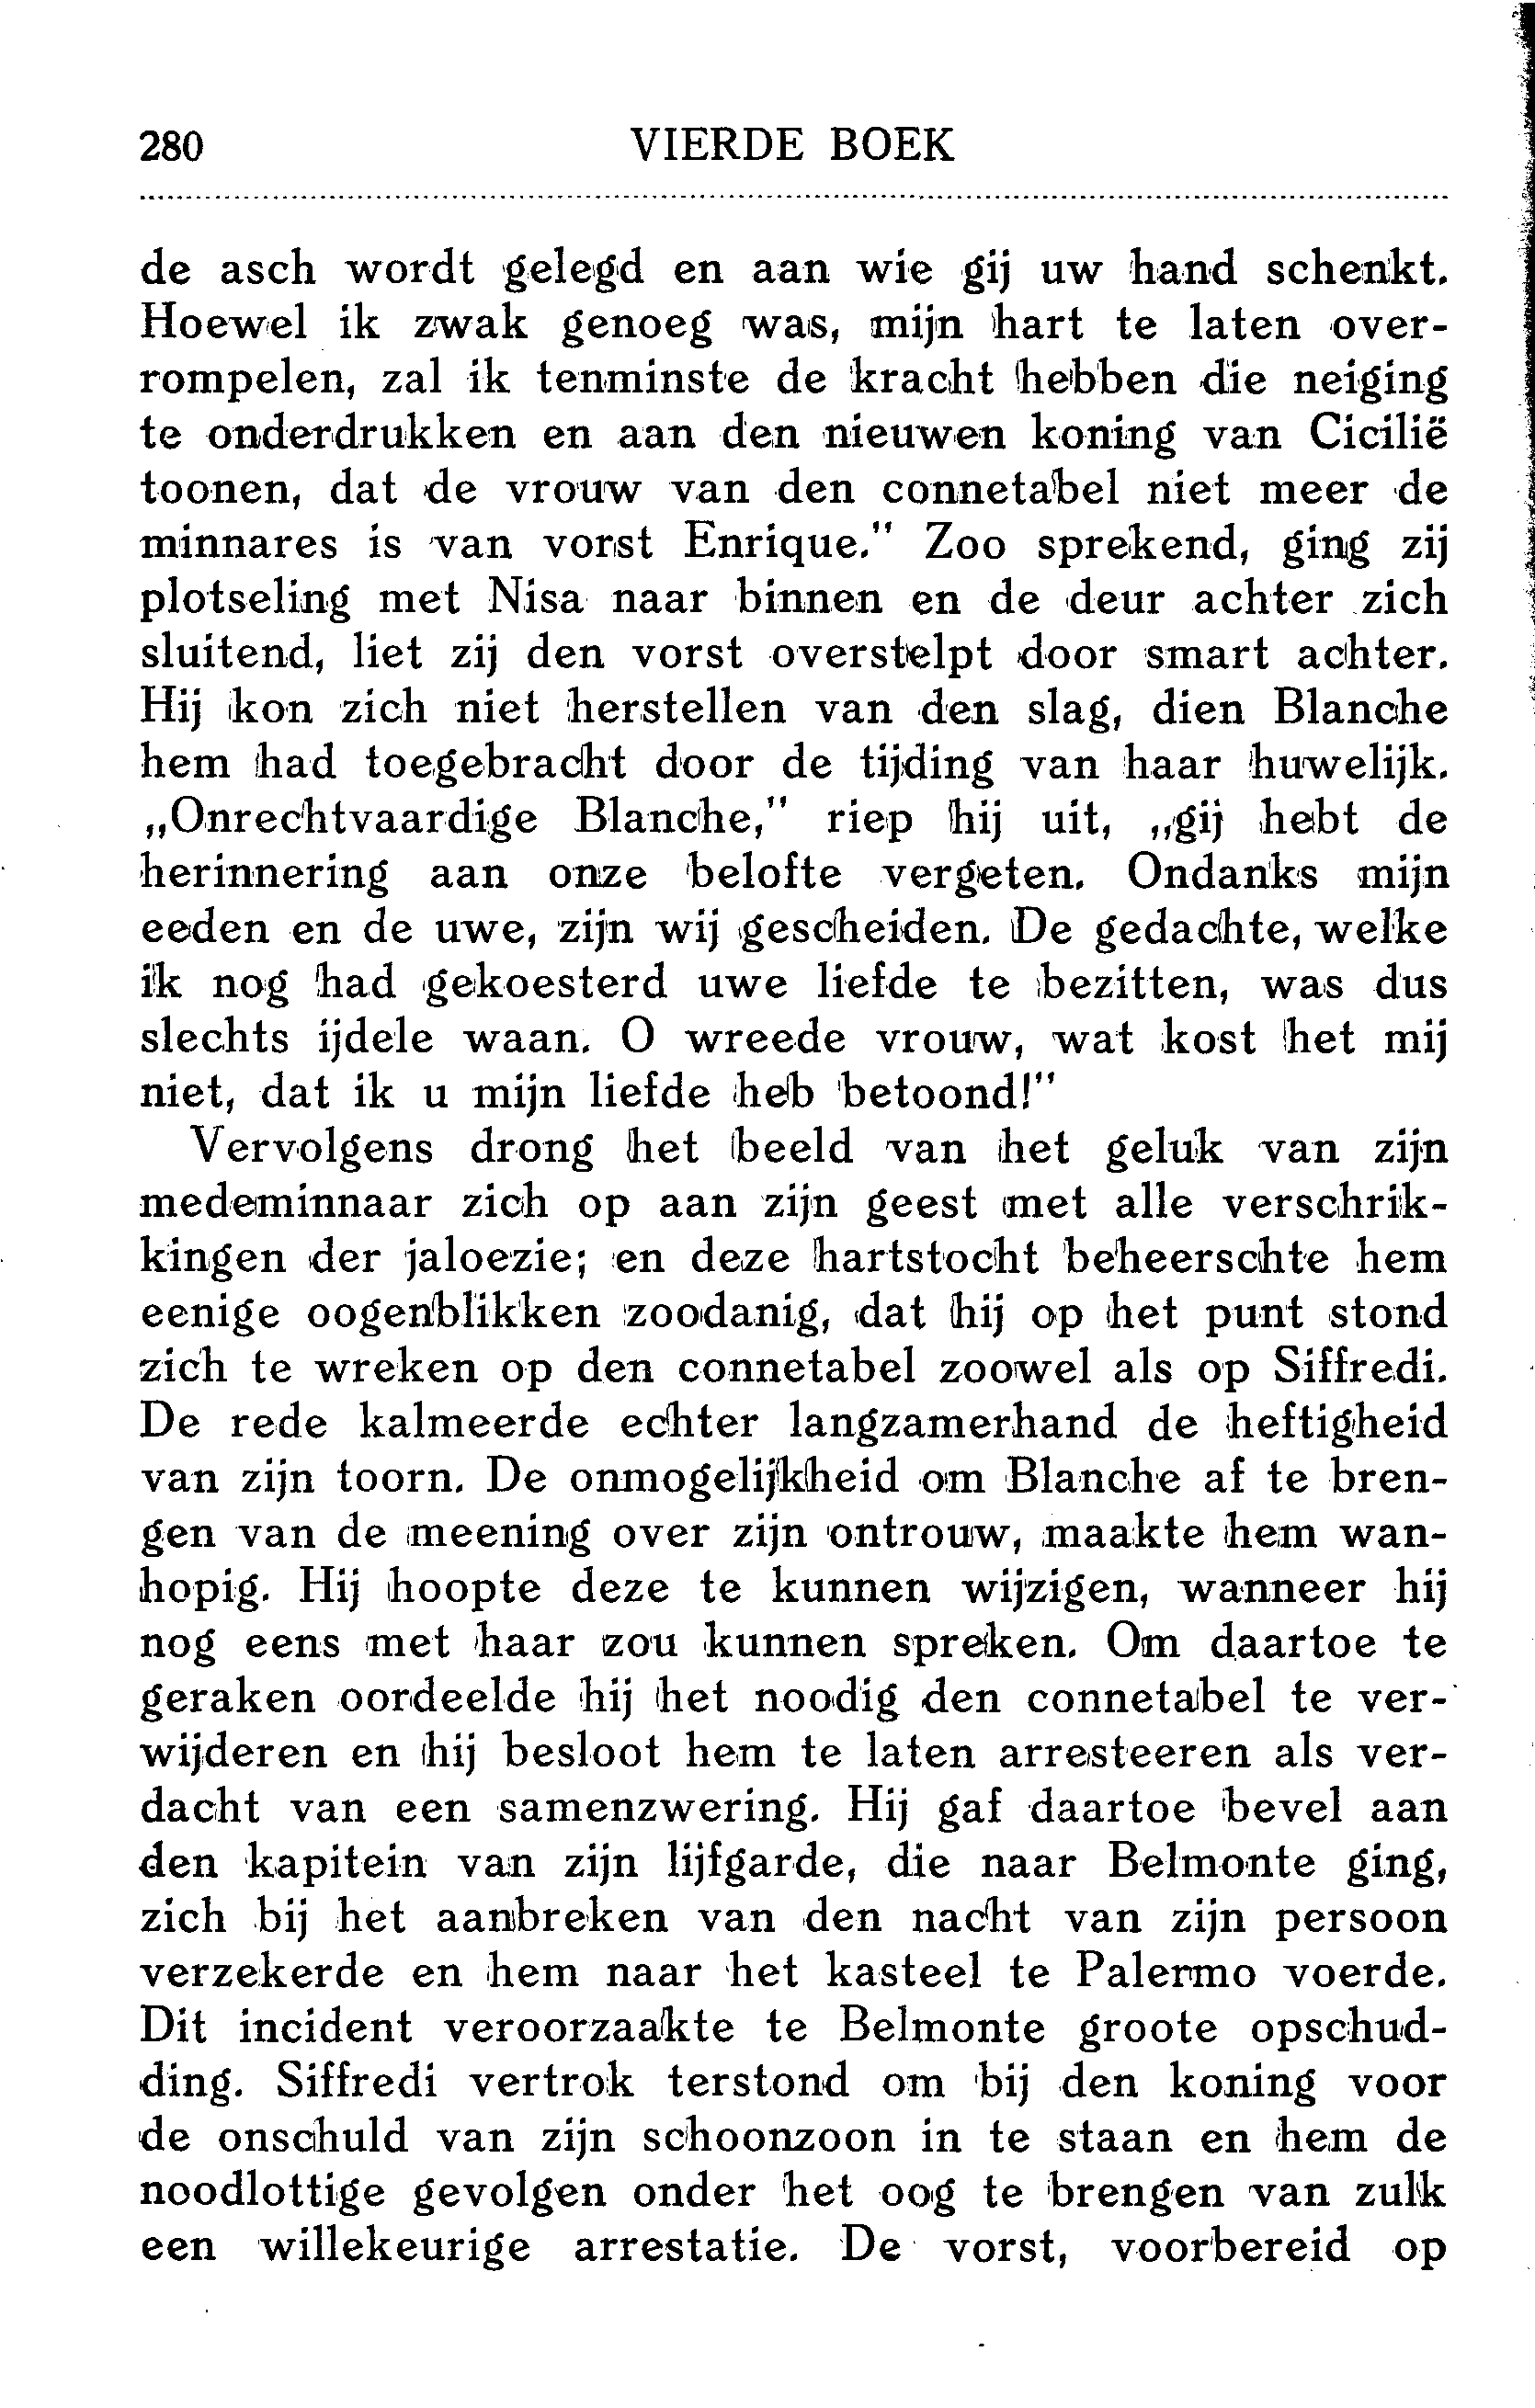 280 VIERDE BOEK
de asch wordt gelegd en aan wie gij uw hand schenkt.
Hoewel ik zwak genoeg was, mijn hart te laten over-
rompelen, zal ik tenminste de kracht hebben die neiging
te onderdrukken en aan den nieuwen koning van Cicilië
toonen, dat de vrouw van den connetabel niet meer de
minnares is van vorst Enrique." Zoo sprekend, ging zij
plotseling met Nisa naar binnen en de deur achter zich
sluitend, liet zij den vorst overstelpt door smart achter.
Hij kon zich niet herstellen van den slag, dien Blanche
hem had toegebracht door de tijding van haar huwelijk.
„Onrechtvaardige Blanche," riep hij uit, „gij hebt de
herinnering aan onze belofte vergeten. Ondanks mijn
eeden en de uwe, zijn wij gescheiden. De gedachte, welke
ik nog had gekoesterd uwe liefde te bezitten, was dus
slechts ijdele waan. O wreede vrouw, wat kost het mij
niet, dat ik u mijn liefde heb betoond!"
Vervolgens drong het beeld van het geluk van zijn
medeminnaar zich op aan zijn geest met alle verschrik-
kingen der jaloezie; en deze hartstocht beheerschte hem
eenige oogenblikken zoodanig, dat hij op het punt stond
zich te wreken op den connetabel zoowel als op Siffredi.
De rede kalmeerde echter langzamerhand de heftigheid
van zijn toorn. De onmogelijkheid om Blanche af te bren-
gen van de meening over zijn ontrouw, maakte hem wan-
hopig. Hij hoopte deze te kunnen wijzigen, wanneer hij
nog eens met haar zou kunnen spreken. Om daartoe te
geraken oordeelde hij het noodig den connetabel te ver-
wijderen en hij besloot hem te laten arresteeren als ver-
dacht van een samenzwering. Hij gaf daartoe bevel aan
den kapitein van zijn lijfgarde, die naar Belmonte ging,
zich bij het aanbreken van den nacht van zijn persoon
verzekerde en hem naar het kasteel te Palermo voerde.
Dit incident veroorzaakte te Belmonte groote opschud-
ding. Siffredi vertrok terstond om bij den koning voor
de onschuld van zijn schoonzoon in te staan en hem de
noodlottige gevolgen onder het oog te brengen van zulk
een willekeurige arrestatie. De vorst, voorbereid op